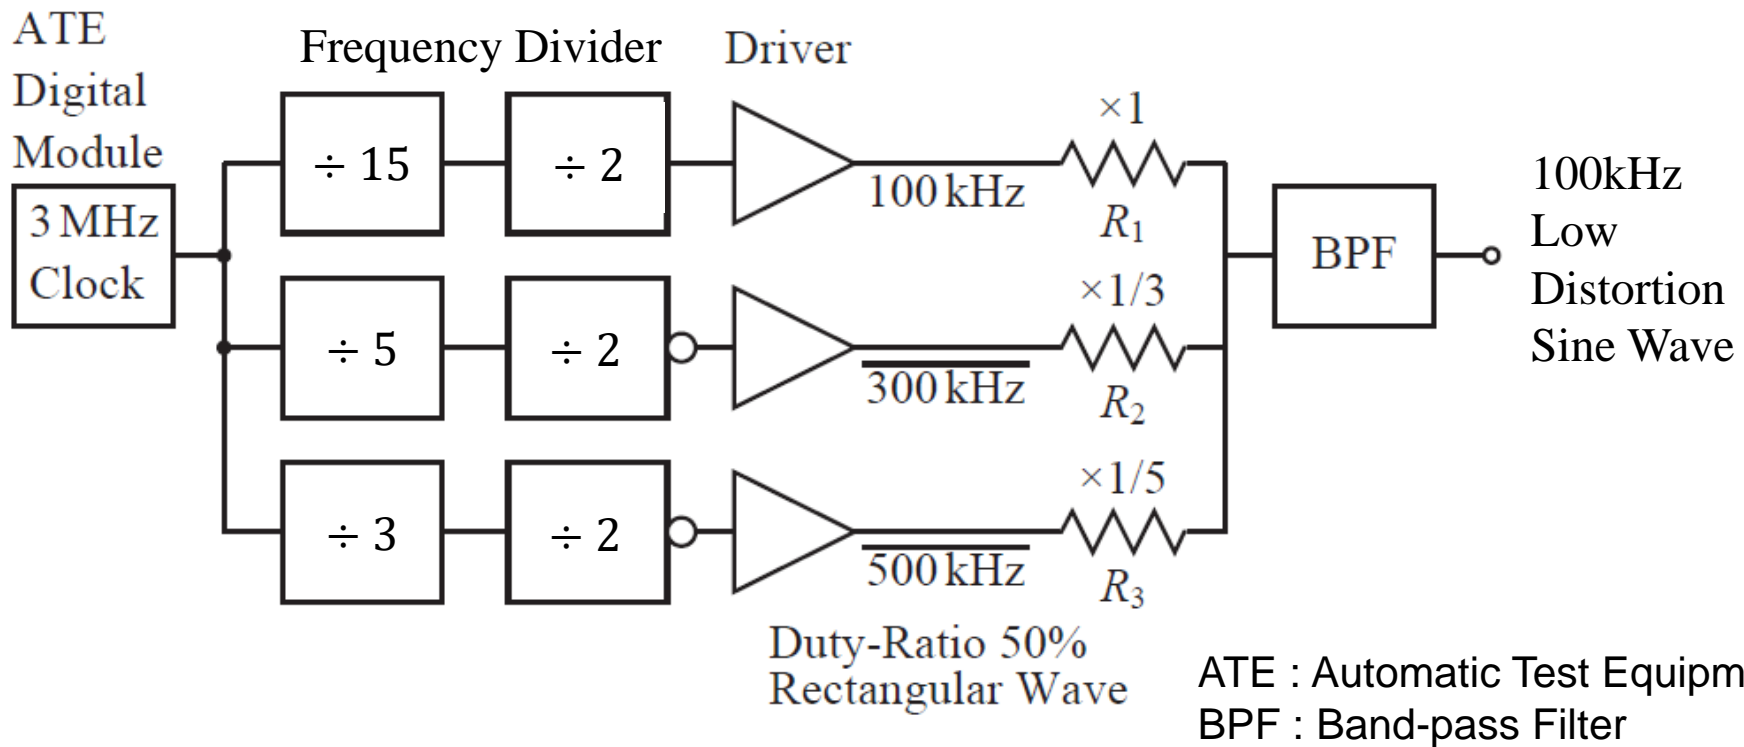 ATE
Digital
Module
3 MHz
Clock
Frequency Divider
Driver
÷ 15
÷ 2
100 kHz
×1
R1
÷ 5
÷ 2
300 kHz
×1/3
R2
÷ 3
÷ 2
500 kHz
×1/5
R3
BPF
100kHz
Low
Distortion
Sine Wave
Duty-Ratio 50%
Rectangular Wave
ATE : Automatic Test Equipm
BPF : Band-pass Filter